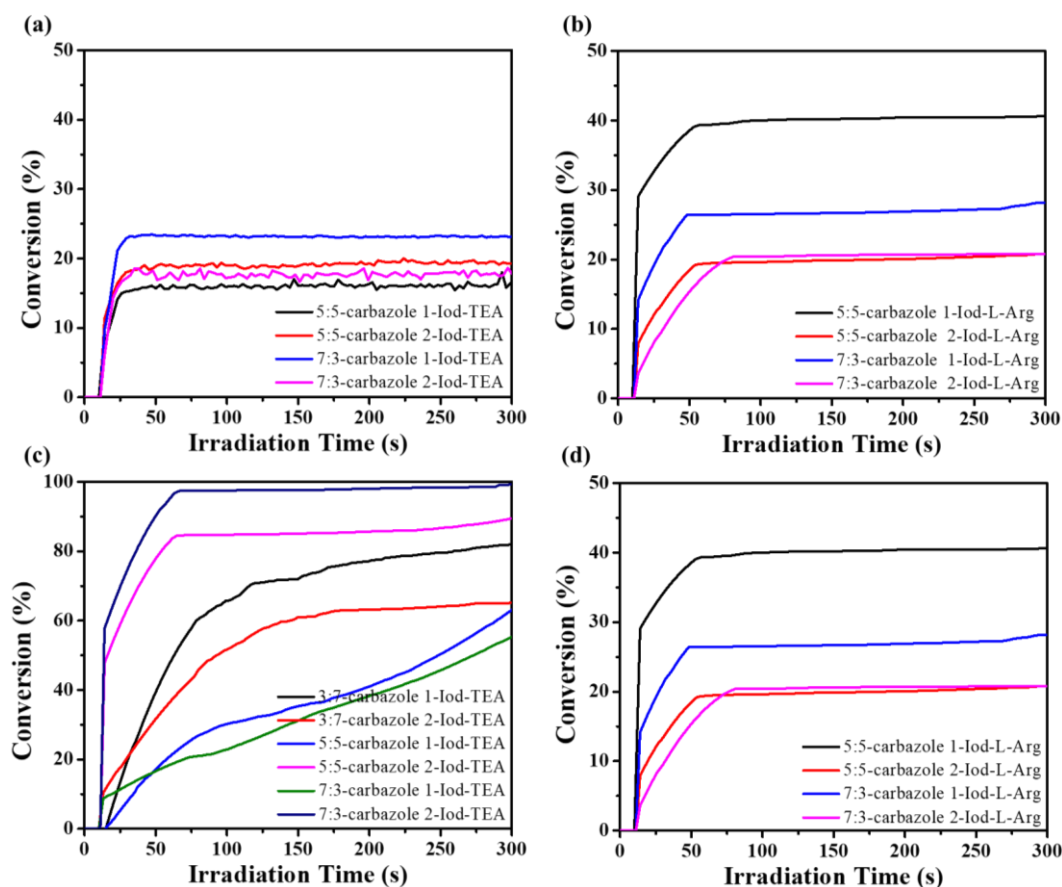 (a)
50
40
30
20
10
0
Conversion (%)
5:5-carbazole 1-Iod-TEA
5:5-carbazole 2-Iod-TEA
7:3-carbazole 1-Iod-TEA
7:3-carbazole 2-Iod-TEA
0 50 100 150 200 250 300
Irradiation Time (s)
(b)
50
40
30
20
10
0
Conversion (%)
5:5-carbazole 1-Iod-L-Arg
5:5-carbazole 2-Iod-L-Arg
7:3-carbazole 1-Iod-L-Arg
7:3-carbazole 2-Iod-L-Arg
0 50 100 150 200 250 300
Irradiation Time (s)
(c)
100
80
60
40
20
0
Conversion (%)
3:7-carbazole 1-Iod-TEA
3:7-carbazole 2-Iod-TEA
5:5-carbazole 1-Iod-TEA
5:5-carbazole 2-Iod-TEA
7:3-carbazole 1-Iod-TEA
7:3-carbazole 2-Iod-TEA
0 50 100 150 200 250 300
Irradiation Time (s)
(d)
50
40
30
20
10
0
Conversion (%)
5:5-carbazole 1-Iod-L-Arg
5:5-carbazole 2-Iod-L-Arg
7:3-carbazole 1-Iod-L-Arg
7:3-carbazole 2-Iod-L-Arg
0 50 100 150 200 250 300
Irradiation Time (s)